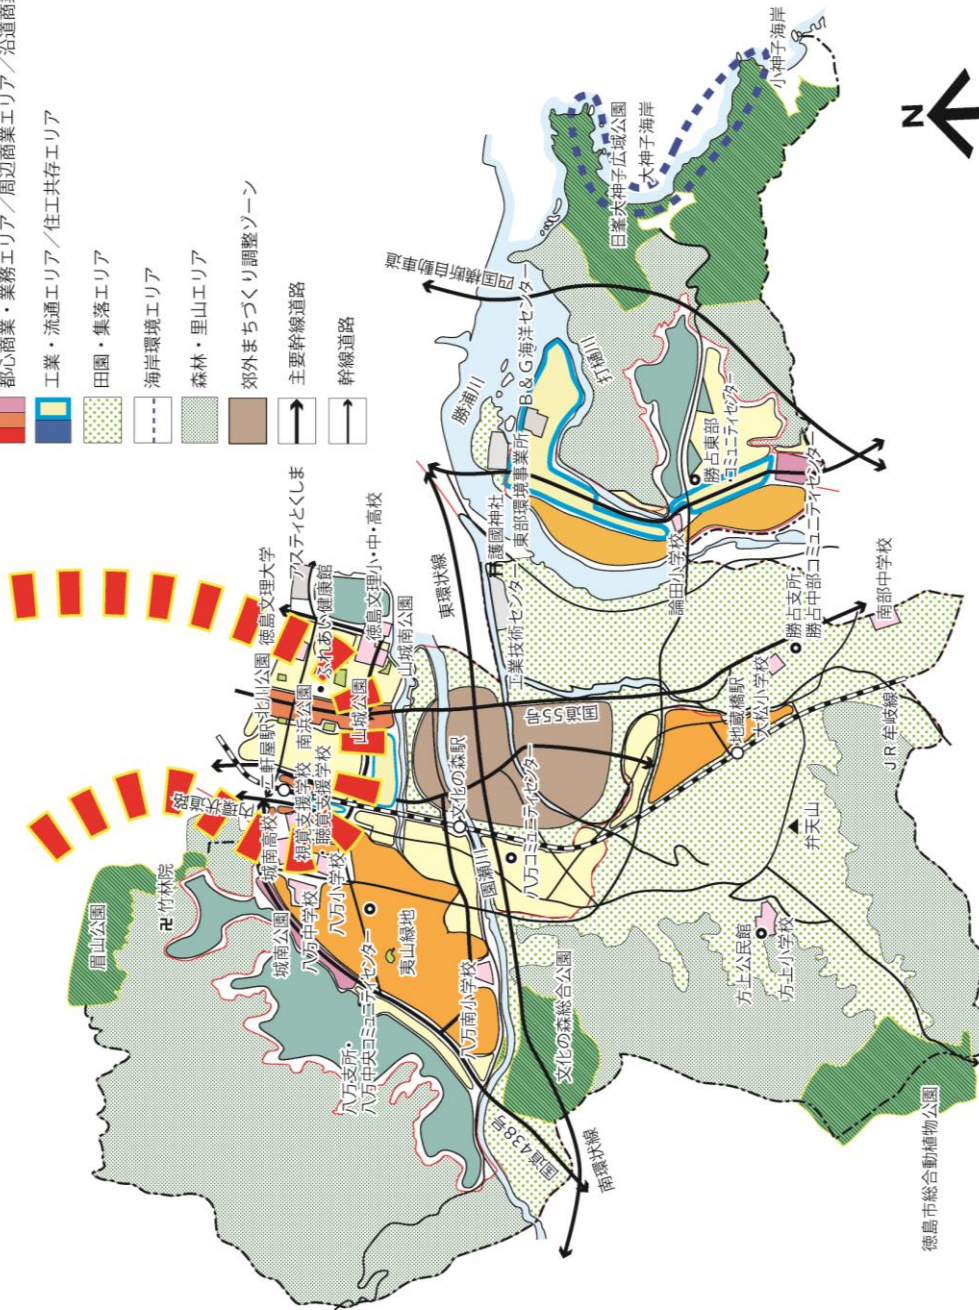 都心商業・業務エリア／周辺商業エリア／沿道商業
工業・流通エリア／住工共存エリア
田園・集落エリア
海岸環境エリア
森林・里山エリア
郊外まちづくり調整ゾーン
主要幹線道路
幹線道路
N
眉山公園
竹林院
城南公園
八万中学校
八万小学校
城南高校
視覚支援学校
・聴覚支援学校
二軒屋駅
北川公園
南浜公園
山城公園
ふれあい健康館
徳島文理大学
アスティとくしま
徳島文理小・中・高校
山城南公園
内環状道路
八万支所・
八万中央コミュニティセンター
夷山緑地
八万南小学校
園瀬川
文化の森駅
八万コミュニティセンター
国道55号
東環状線
文化の森総合公園
国道438号
南環状線
工業技術センター
護國神社
東部環境事業所
B&G海洋センター
勝浦川
打樋川
四国横断自動車道
日峯大神子広域公園
大神子海岸
小神子海岸
論田小学校
勝占東部
コミュニティセンター
勝占支所・
勝占中部コミュニティセンター
南部中学校
地蔵橋駅
大松小学校
JR牟岐線
弁天山
方上公民館
方上小学校
徳島市総合動植物公園